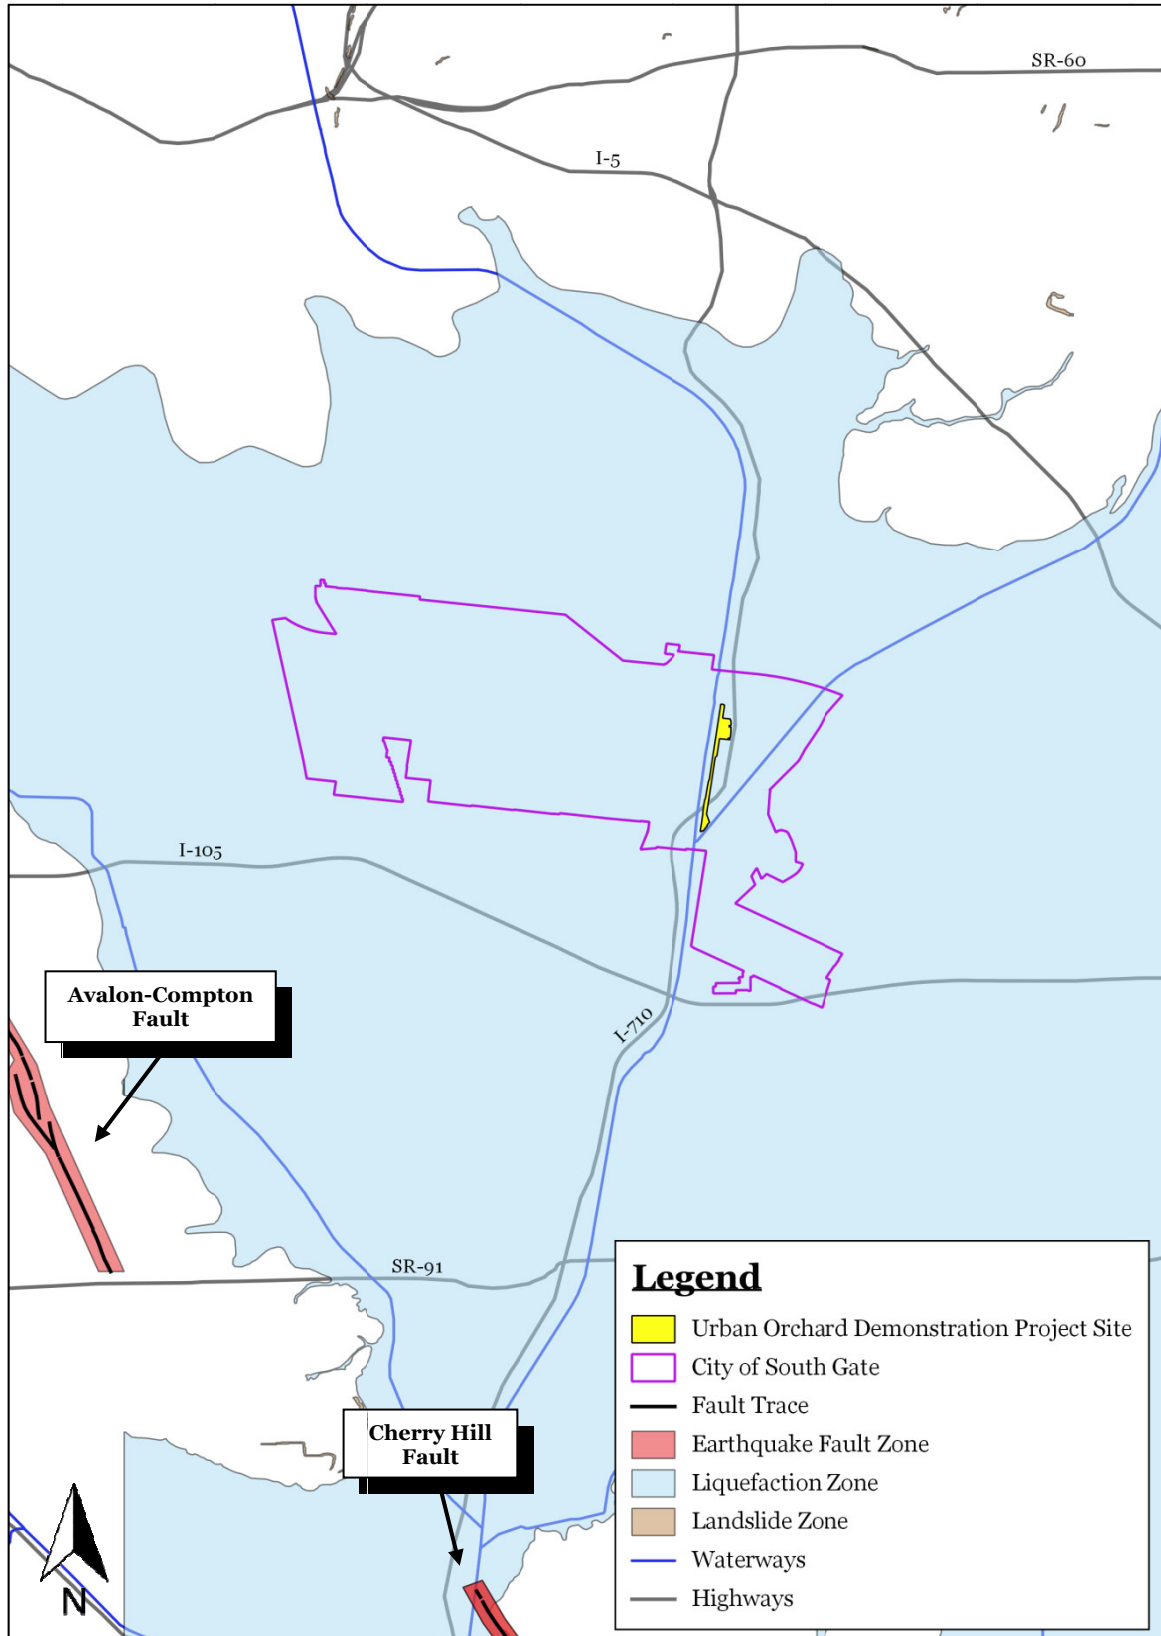 SR-60
I-5
I-105
Avalon-Compton
Fault
I-710
SR-91
Cherry Hill
Fault
N
Legend
Urban Orchard Demonstration Project Site
City of South Gate
Fault Trace
Earthquake Fault Zone
Liquefaction Zone
Landslide Zone
Waterways
Highways